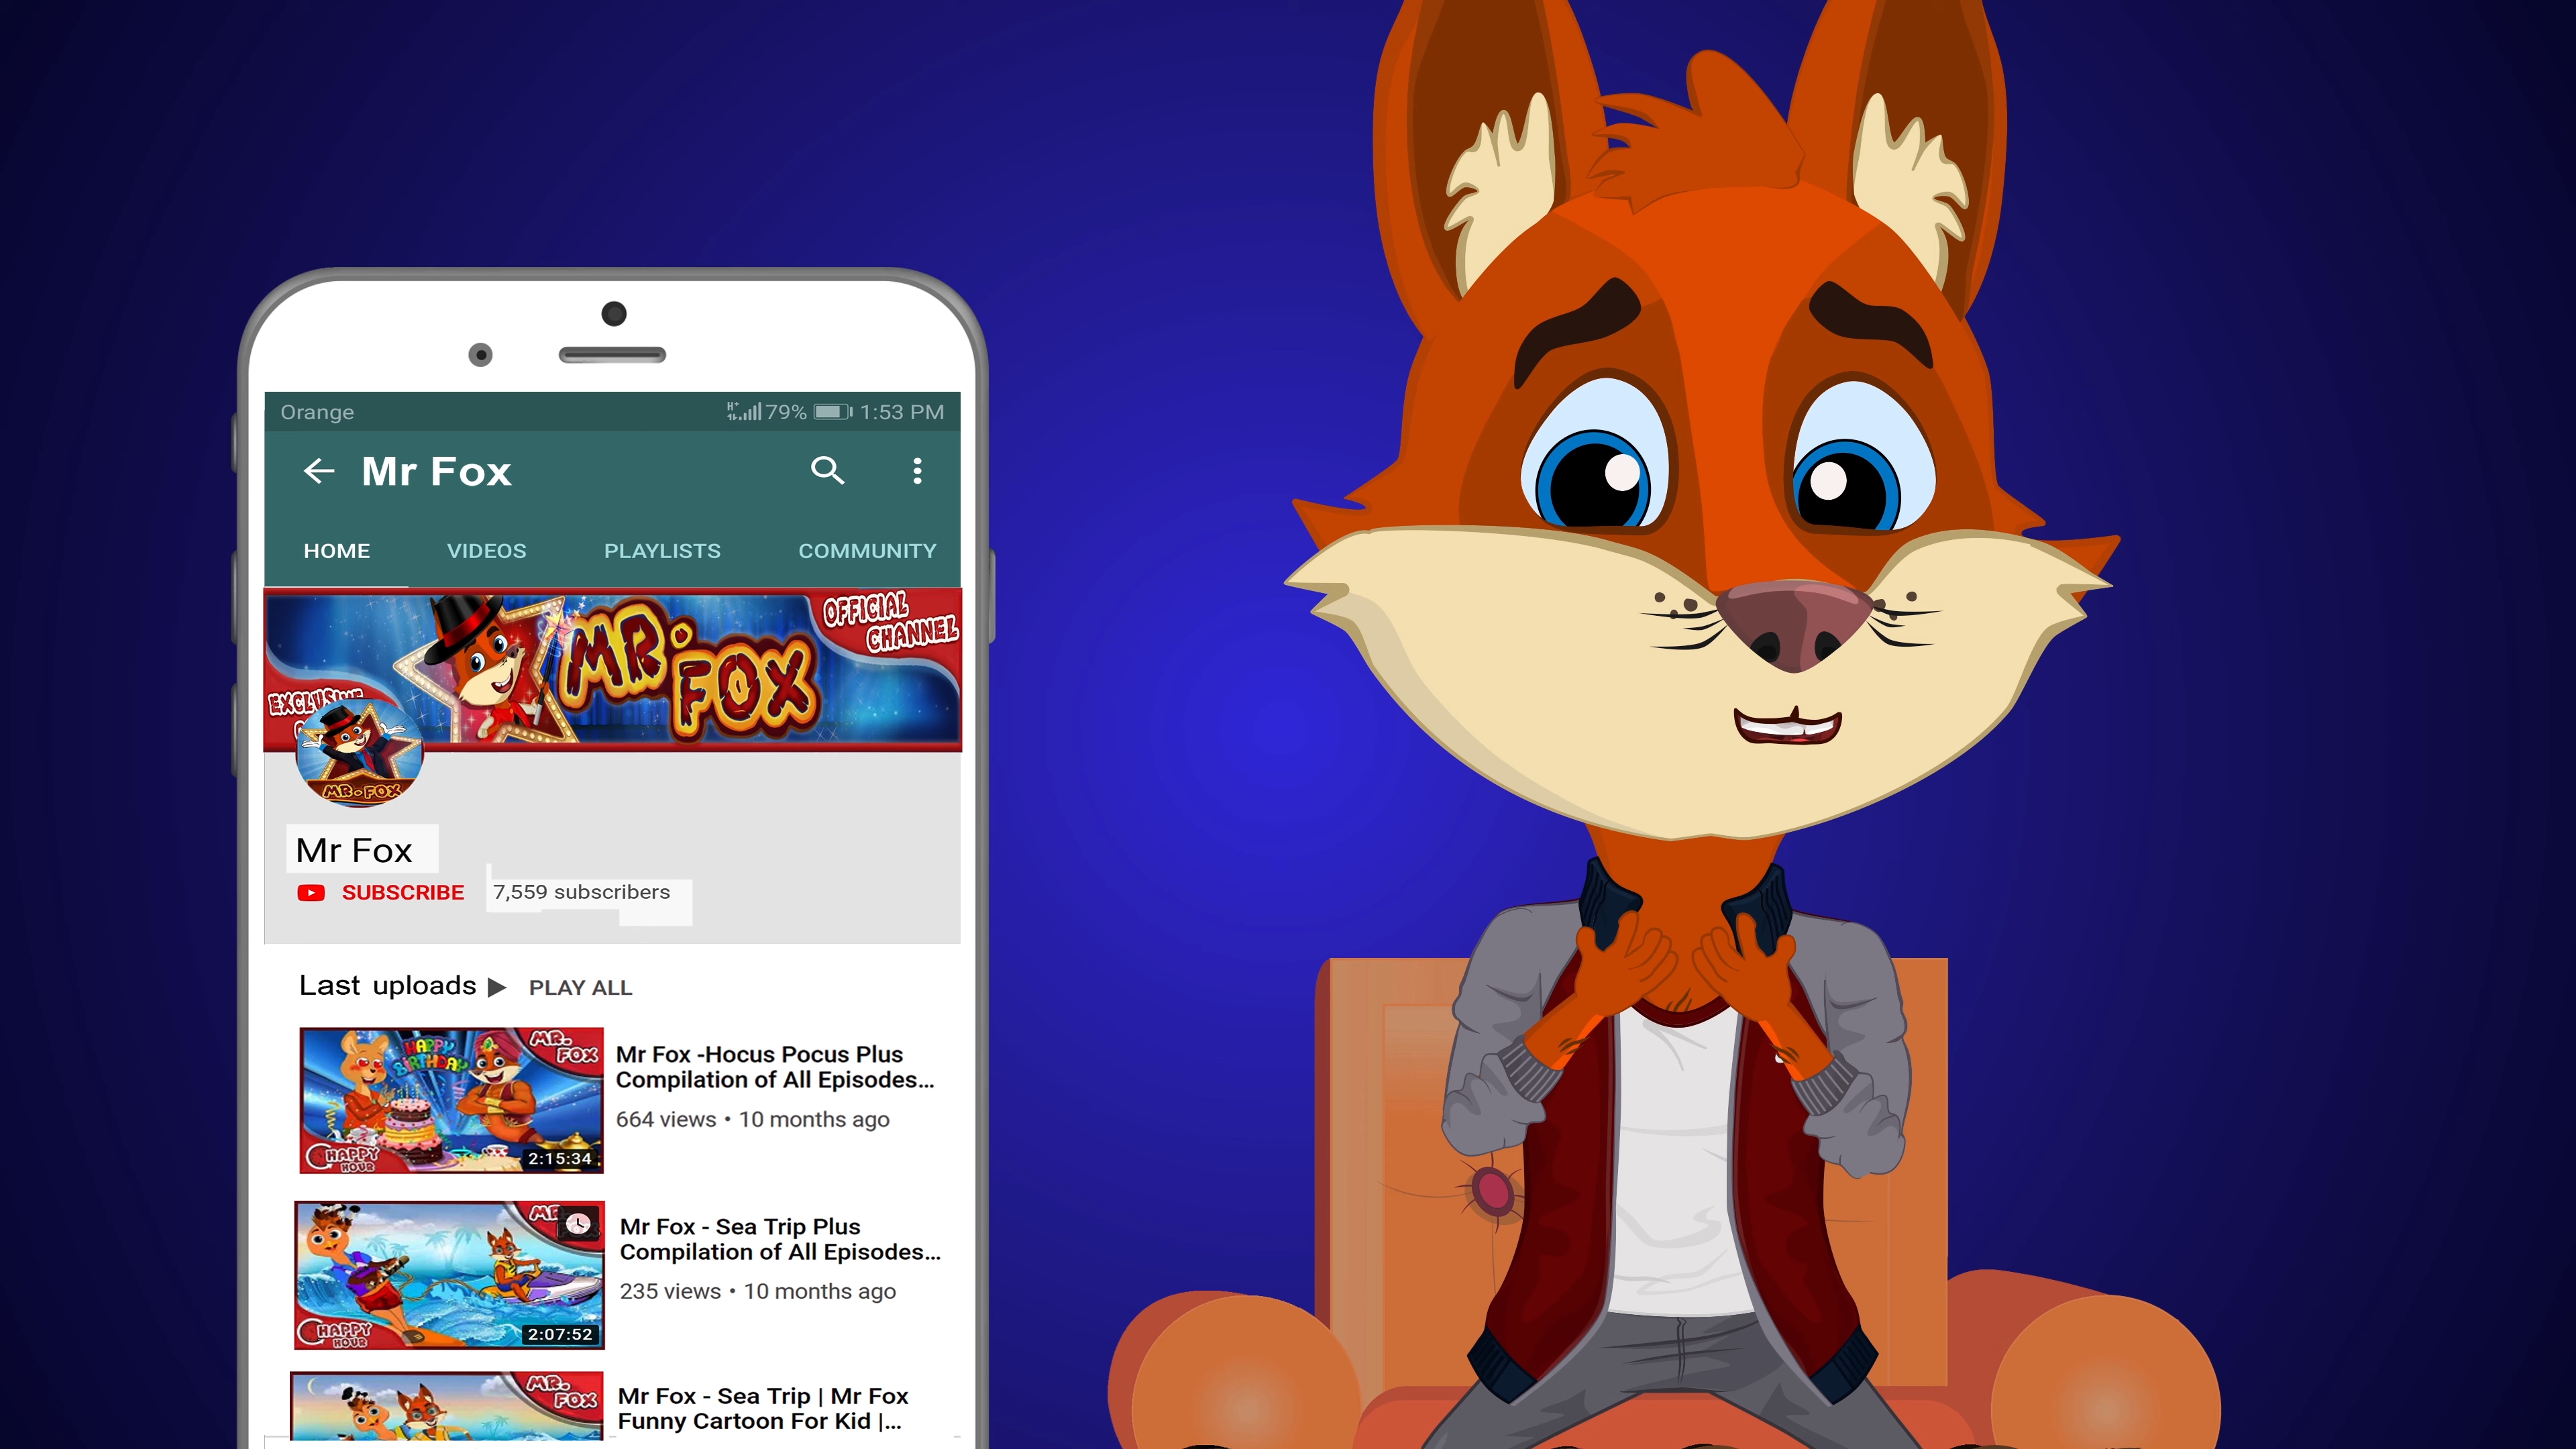 Orange
79% 1:53 PM
Mr Fox
HOME VIDEOS PLAYLISTS COMMUNITY
OFFICIAL
CHANNEL
MR.
FOX
EXCLUSIVE
MR. FOX
Mr Fox
SUBSCRIBE 7,559 subscribers
Last uploads PLAY ALL
MR.
FOX
HAPPY
BIRTHDAY
HAPPY
HOUR
2:15:34
Mr Fox -Hocus Pocus Plus
Compilation of All Episodes...
664 views • 10 months ago
HAPPY
HOUR
2:07:52
Mr Fox - Sea Trip Plus
Compilation of All Episodes...
235 views • 10 months ago
MR.
FOX
Mr Fox - Sea Trip | Mr Fox
Funny Cartoon For Kid |...